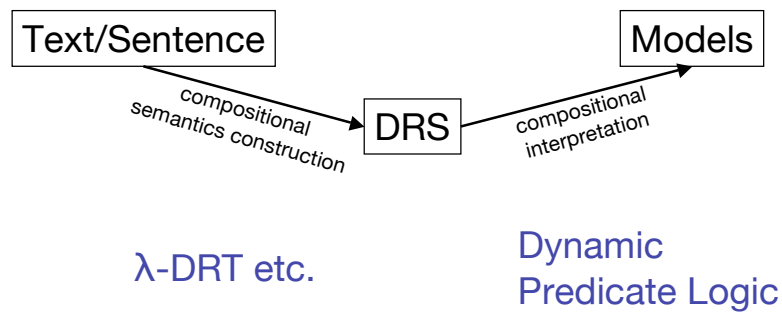 Text/Sentence
Models
compositional
semantics construction
DRS
compositional
interpretation
λ-DRT etc.
Dynamic
Predicate Logic